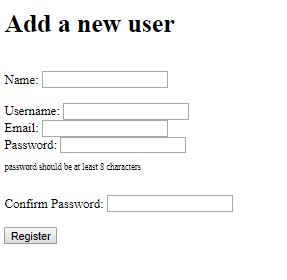 Add a new user
Name:
Username:
Email:
Password:
password should be at least 8 characters
Confirm Password:
Register